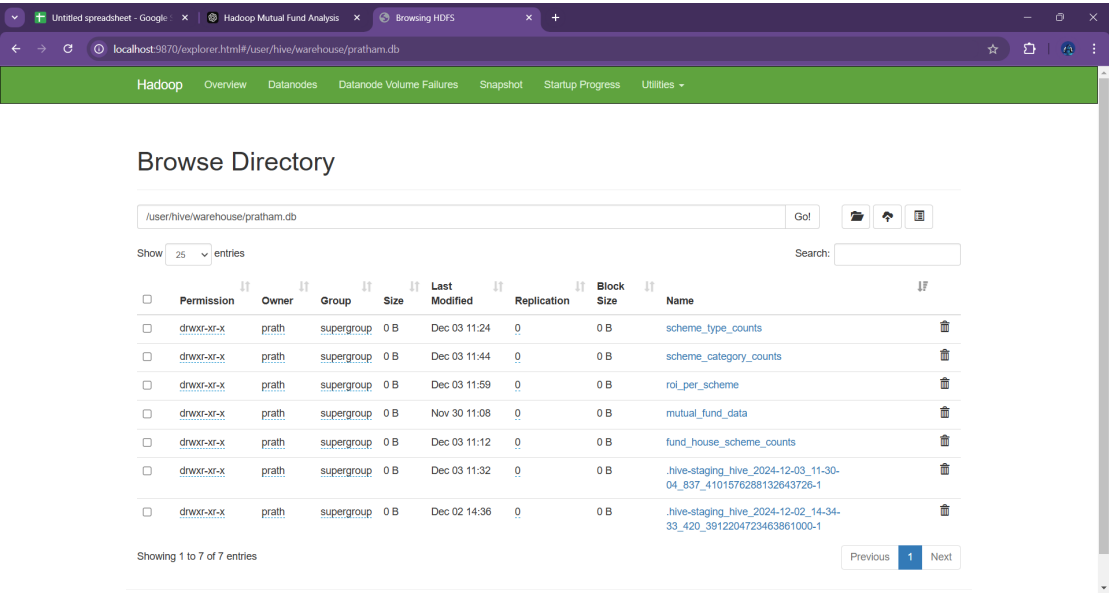 Untitled spreadsheet - Google S
Hadoop Mutual Fund Analysis
Browsing HDFS
localhost:9870/explorer.html#/user/hive/warehouse/pratham.db
Hadoop Overview Datanodes Datanode Volume Failures Snapshot Startup Progress Utilities
Browse Directory
/user/hive/warehouse/pratham.db Go!
Show 25 entries Search:
Permission Owner Group Size Last Modified Replication Block Size Name
drwxr-xr-x prath supergroup 0 B Dec 03 11:24 0 0 B scheme_type_counts
drwxr-xr-x prath supergroup 0 B Dec 03 11:44 0 0 B scheme_category_counts
drwxr-xr-x prath supergroup 0 B Dec 03 11:59 0 0 B roi_per_scheme
drwxr-xr-x prath supergroup 0 B Nov 30 11:08 0 0 B mutual_fund_data
drwxr-xr-x prath supergroup 0 B Dec 03 11:12 0 0 B fund_house_scheme_counts
drwxr-xr-x prath supergroup 0 B Dec 03 11:32 0 0 B .hive-staging_hive_2024-12-03_11-30-
04_837_4101576288132643726-1
drwxr-xr-x prath supergroup 0 B Dec 02 14:36 0 0 B .hive-staging_hive_2024-12-02_14-34-
33_420_3912204723463861000-1
Showing 1 to 7 of 7 entries Previous 1 Next